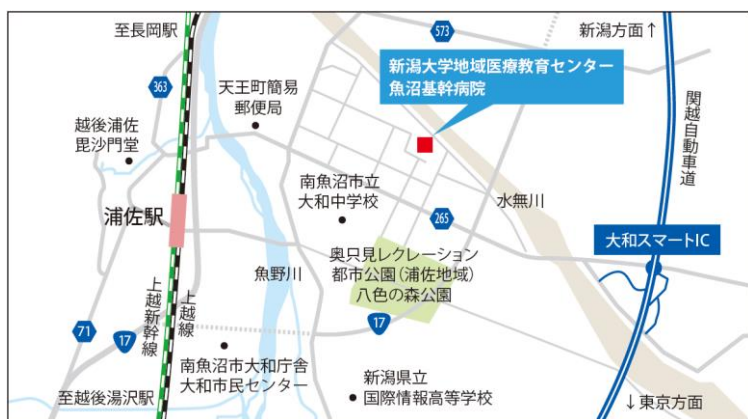 至長岡駅
573
新潟方面↑
363
天王町簡易
郵便局
新潟大学地域医療教育センター
魚沼基幹病院
越後浦佐
毘沙門堂
関越自動車道
南魚沼市立
大和中学校
水無川
浦佐駅
265
大和スマートIC
奥只見レクレーション
都市公園(浦佐地域)
八色の森公園
魚野川
上越新幹線
上越線
71
17
17
南魚沼市大和庁舎
大和市民センター
新潟県立
国際情報高等学校
至越後湯沢駅
↓東京方面